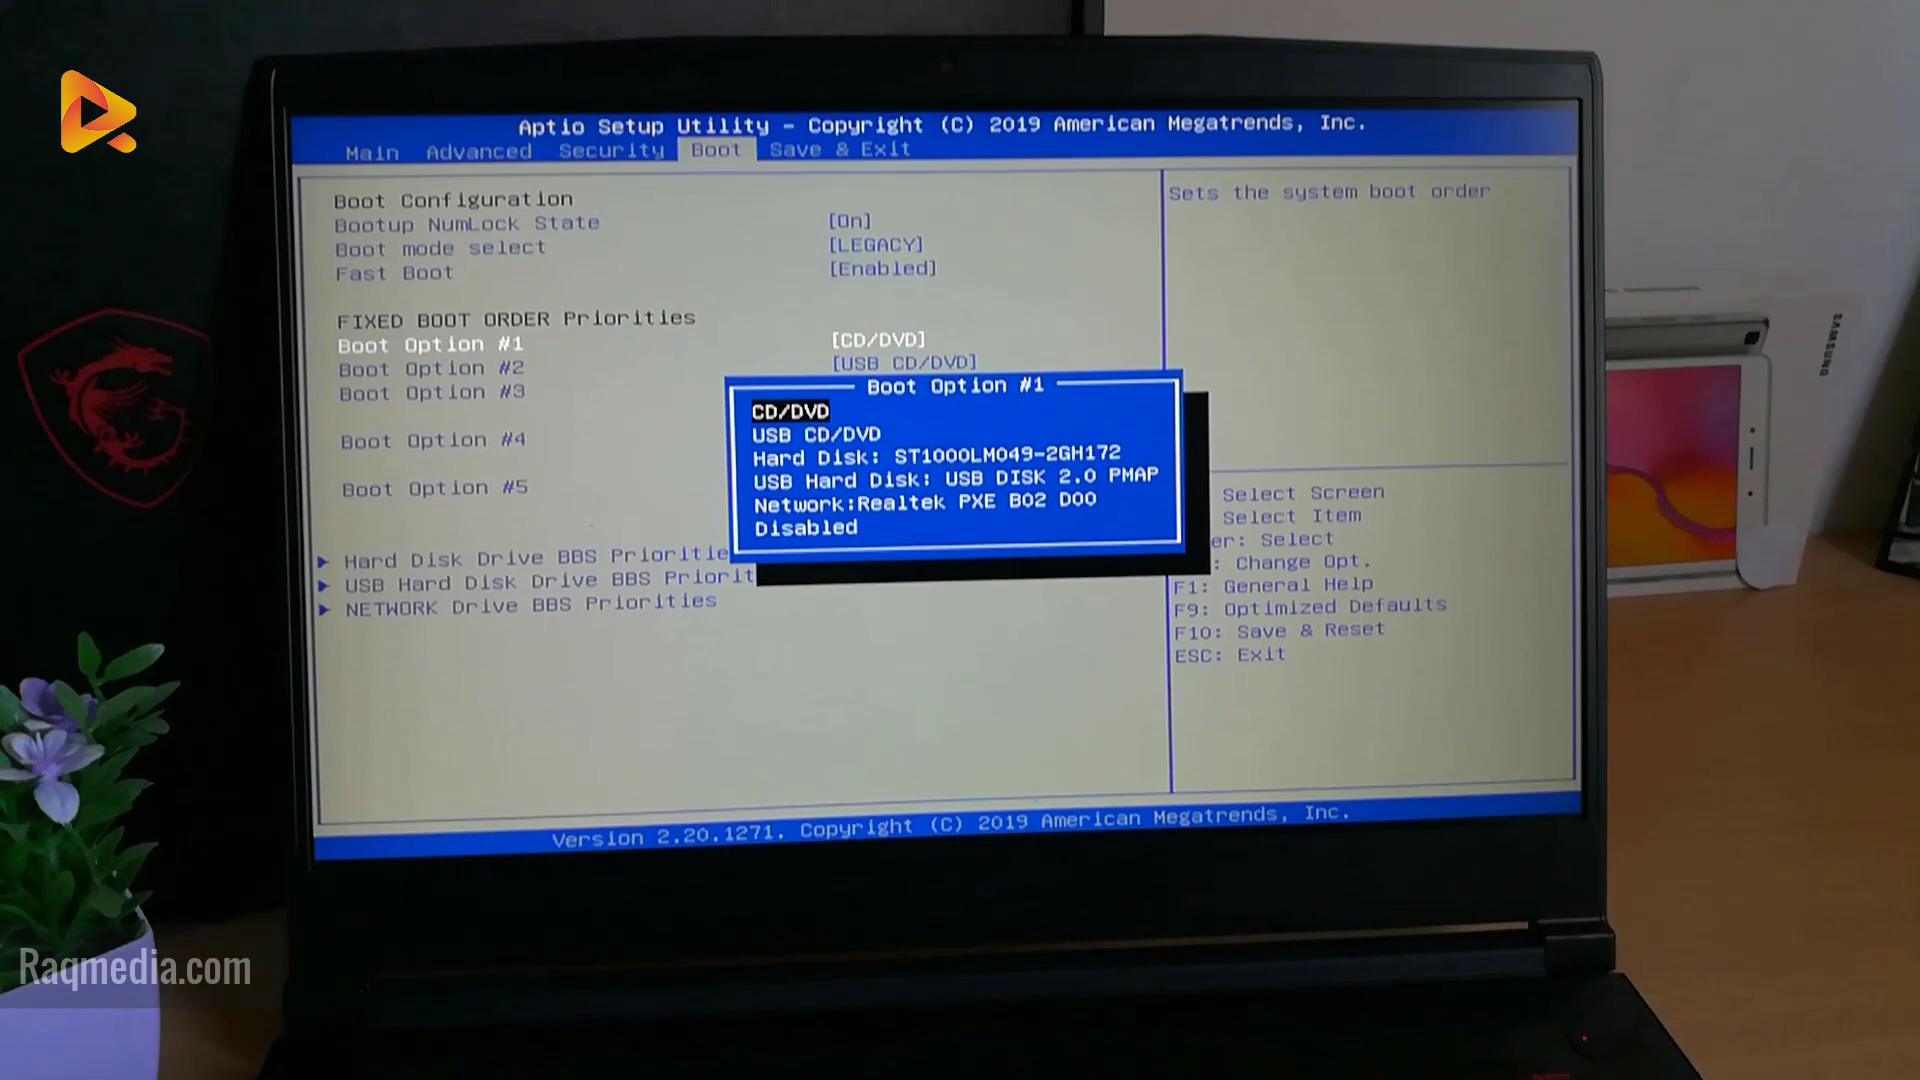 Aptio Setup Utility - Copyright (C) 2019 American Megatrends, Inc.
Main Advanced Security Boot Save & Exit
Boot Configuration
Bootup NumLock State [On]
Boot mode select [LEGACY]
Fast Boot [Enabled]
FIXED BOOT ORDER Priorities
Boot Option #1 [CD/DVD]
Boot Option #2 [USB CD/DVD]
Boot Option #3
Boot Option #4
Boot Option #5
Hard Disk Drive BBS Prioritie
USB Hard Disk Drive BBS Priorit
NETWORK Drive BBS Priorities
Boot Option #1
CD/DVD
USB CD/DVD
Hard Disk: ST1000LM049-2GH172
USB Hard Disk: USB DISK 2.0 PMAP
Network:Realtek PXE B02 D00
Disabled
Sets the system boot order
Select Screen
Select Item
er: Select
: Change Opt.
F1: General Help
F9: Optimized Defaults
F10: Save & Reset
ESC: Exit
Version 2.20.1271. Copyright (C) 2019 American Megatrends, Inc.
SAMSUNG
Raqmedia.com